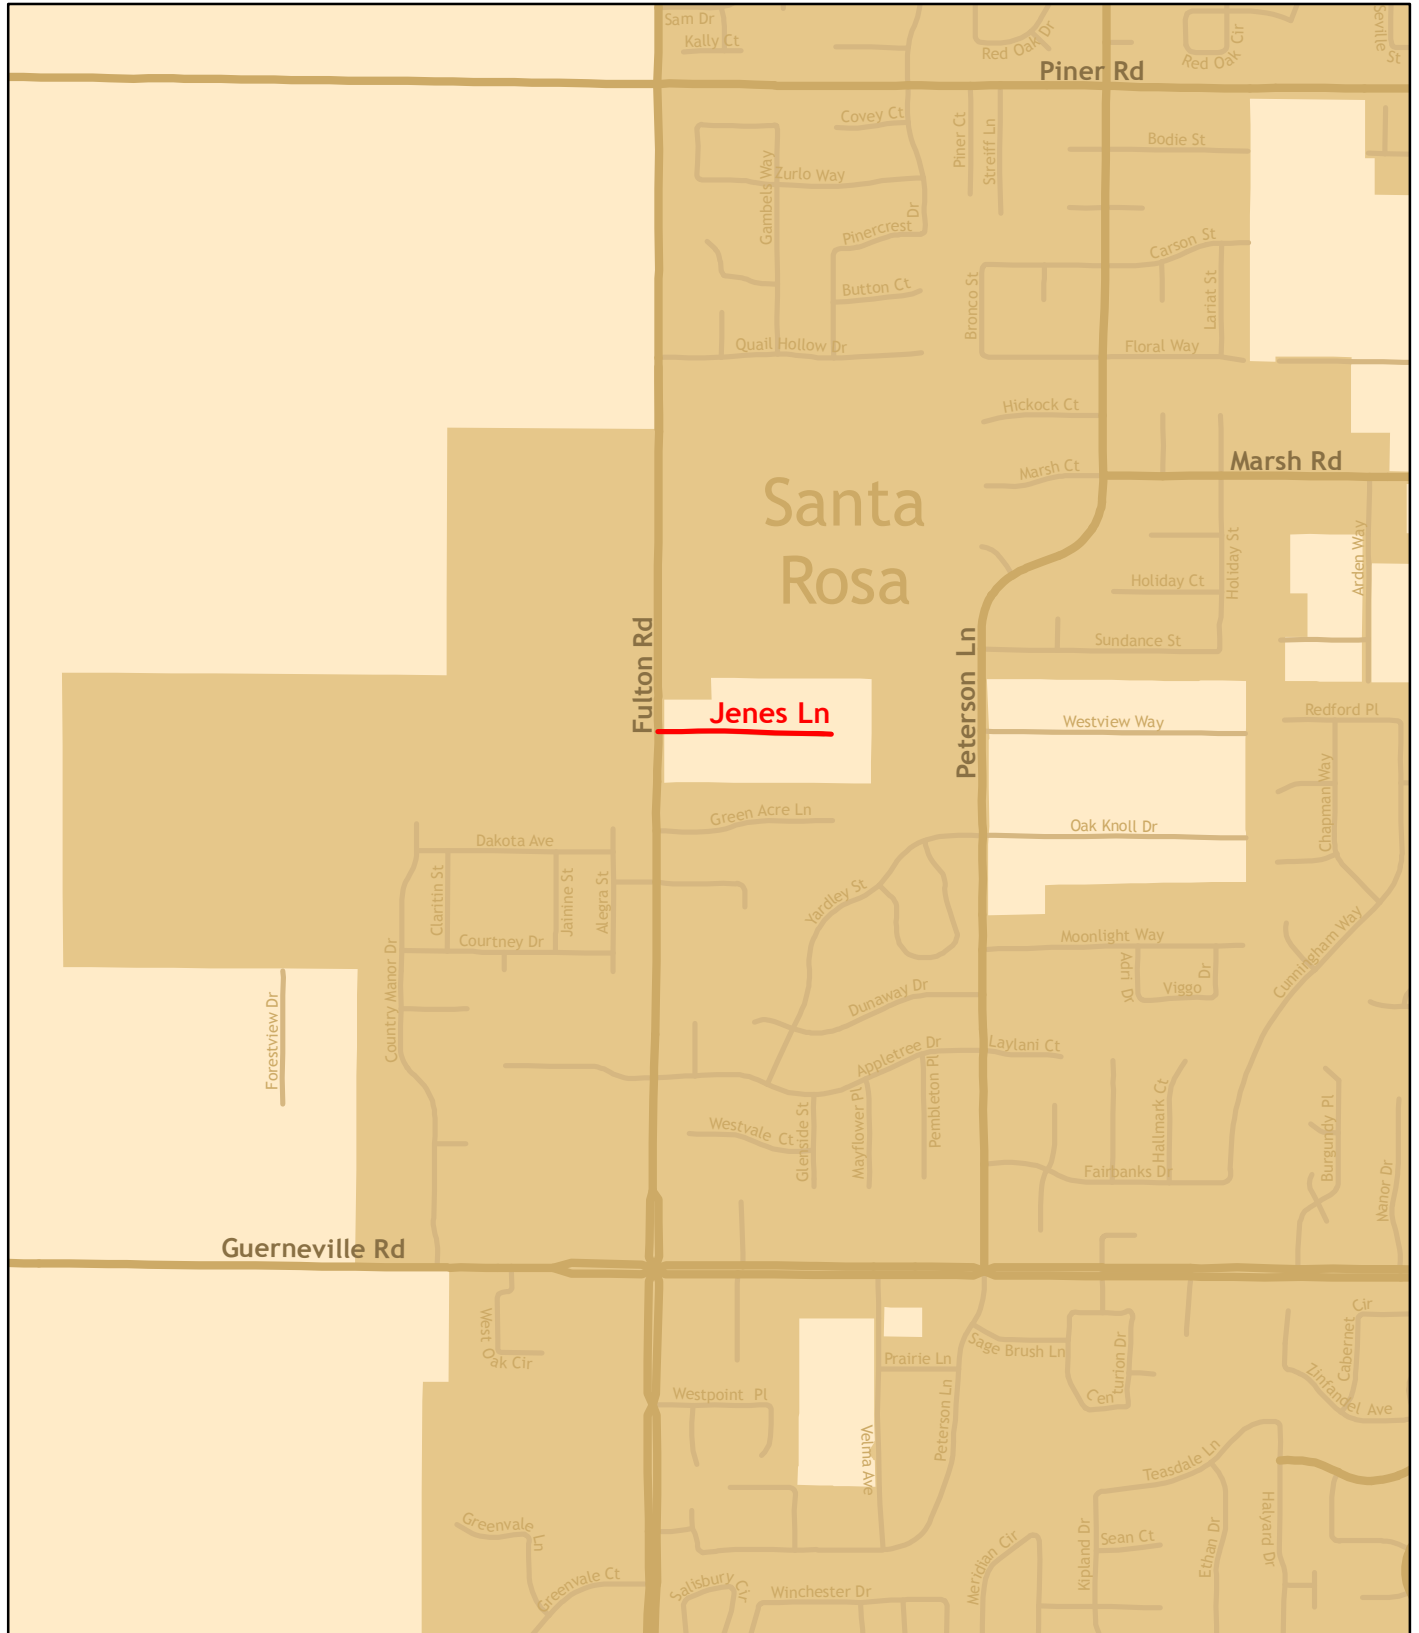 Sam Dr
Kally Ct
Red Oak Dr
Red Oak Cir
Seville St
Piner Rd
Covey Ct
Piner Ct
Streiff Ln
Bodie St
Zurlo Way
Gambels Way
Pinercrest Dr
Carson St
Button Ct
Bronco St
Lariat St
Quail Hollow Dr
Floral Way
Hickock Ct
Marsh Ct
Marsh Rd
Santa
Rosa
Holiday St
Arden Way
Holiday Ct
Sundance St
Fulton Rd
Peterson Ln
Jenes Ln
Westview Way
Redford Pl
Chapman Way
Green Acre Ln
Oak Knoll Dr
Dakota Ave
Claritin St
Jainine St
Alegra St
Yardley St
Courtney Dr
Moonlight Way
Country Manor Dr
Adri Dr
Viggo Dr
Cunningham Way
Forestview Dr
Dunaway Dr
Appletree Dr
Laylani Ct
Westvale Ct
Glenside St
Mayflower Pl
Pembleton Pl
Hallmark Ct
Fairbanks Dr
Burgundy Pl
Manor Dr
Guerneville Rd
West Oak Cir
Prairie Ln
Sage Brush Ln
Centurion Dr
Cabernet Cir
Zinfandel Ave
Westpoint Pl
Velma Ave
Peterson Ln
Teasdale Ln
Greenvale Ln
Kipland Dr
Sean Ct
Ethan Dr
Halyard Dr
Meridian Cir
Greenvale Ct
Salisbury Cir
Winchester Dr